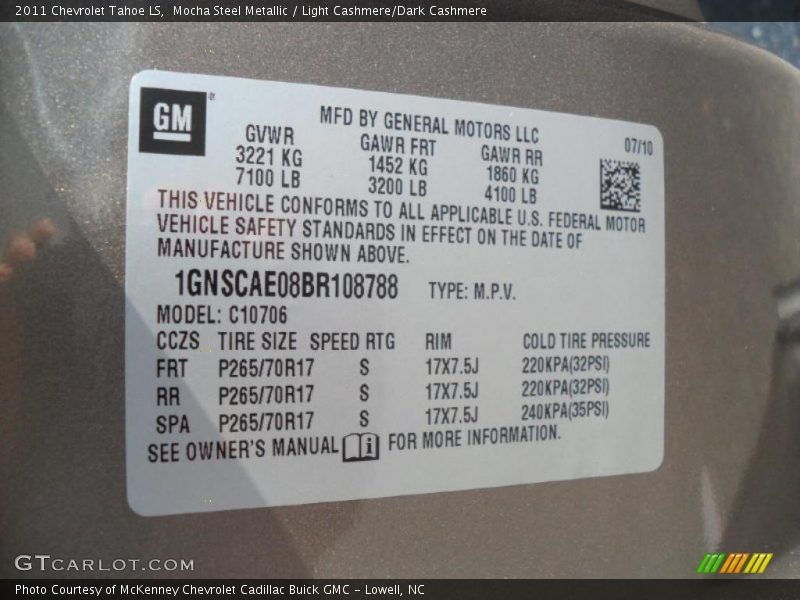 2011 Chevrolet Tahoe LS, Mocha Steel Metallic / Light Cashmere/Dark Cashmere
GM®
MFD BY GENERAL MOTORS LLC
07/10
GVWR GAWR FRT GAWR RR
3221 KG 1452 KG 1860 KG
7100 LB 3200 LB 4100 LB
THIS VEHICLE CONFORMS TO ALL APPLICABLE U.S. FEDERAL MOTOR
VEHICLE SAFETY STANDARDS IN EFFECT ON THE DATE OF
MANUFACTURE SHOWN ABOVE.
1GNSCAE08BR108788 TYPE: M.P.V.
MODEL: C10706
CCZS TIRE SIZE SPEED RTG RIM COLD TIRE PRESSURE
FRT P265/70R17 S 17X7.5J 220KPA(32PSI)
RR P265/70R17 S 17X7.5J 220KPA(32PSI)
SPA P265/70R17 S 17X7.5J 240KPA(35PSI)
SEE OWNER'S MANUAL i FOR MORE INFORMATION.
GTCARLOT.COM
Photo Courtesy of McKenney Chevrolet Cadillac Buick GMC - Lowell, NC